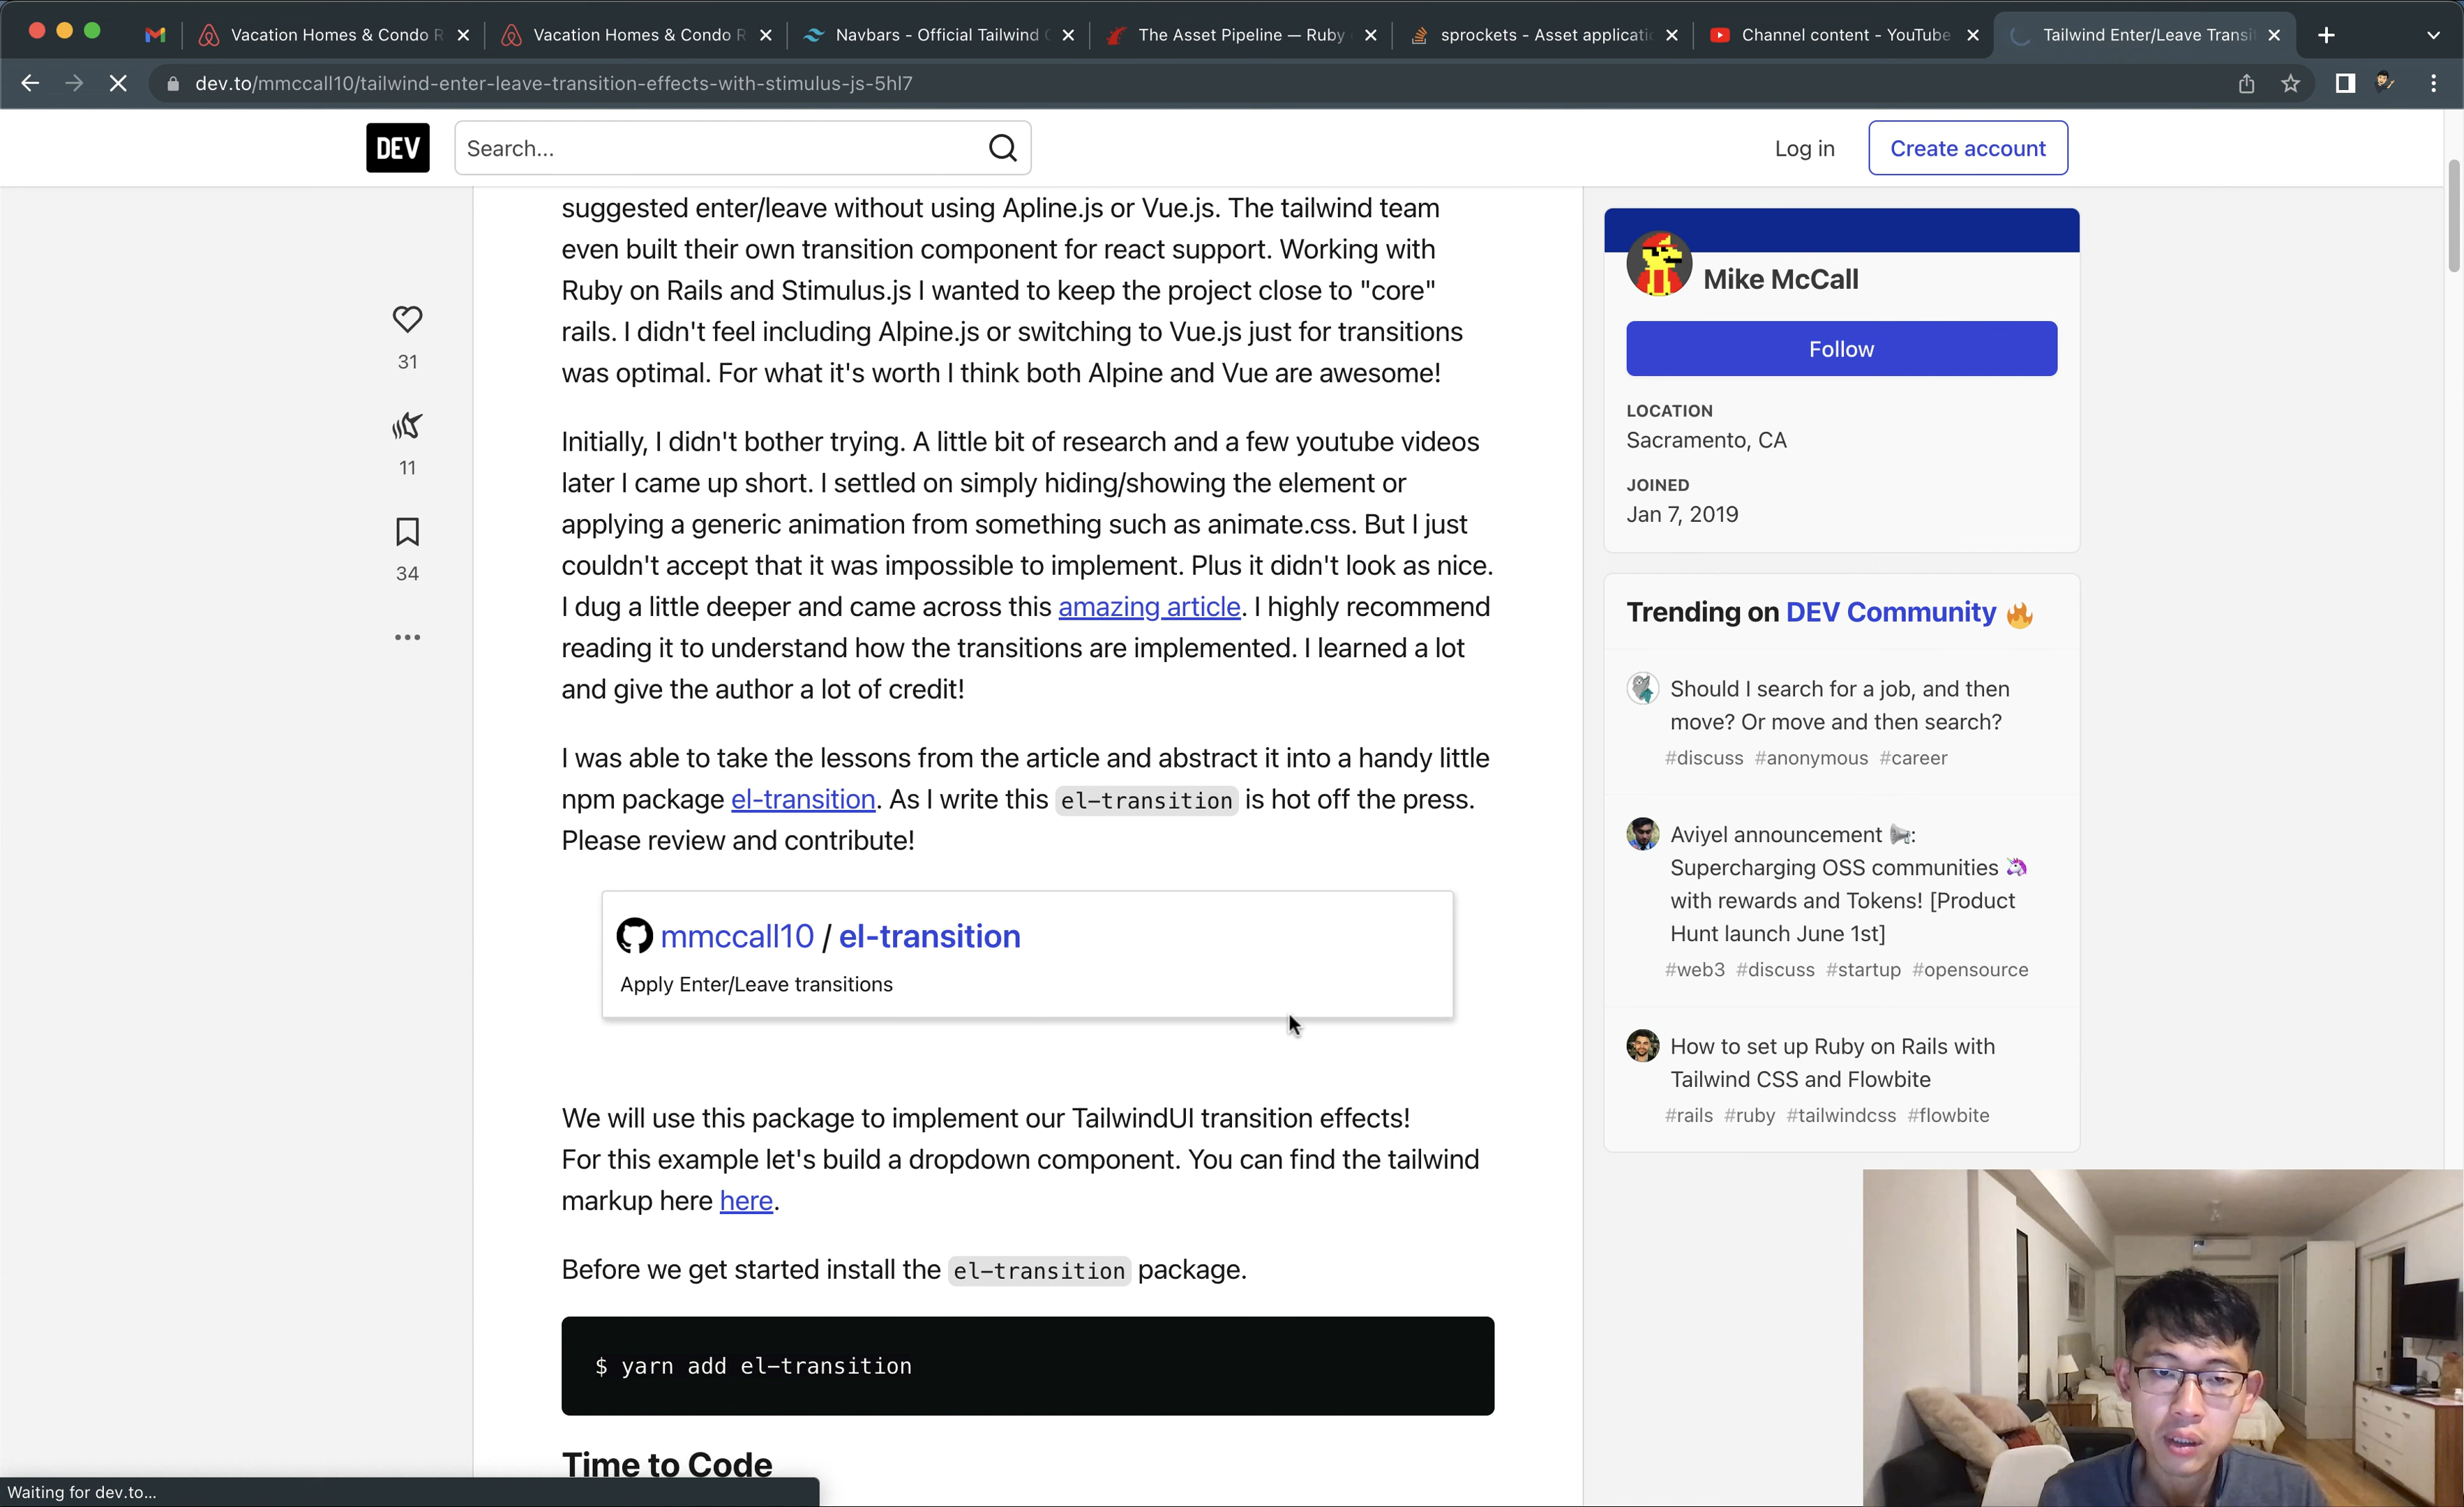 Vacation Homes & Condo R
Vacation Homes & Condo R
Navbars - Official Tailwind
The Asset Pipeline — Ruby
sprockets - Asset applicati
Channel content - YouTube
Tailwind Enter/Leave Transi
dev.to/mmccall10/tailwind-enter-leave-transition-effects-with-stimulus-js-5hl7
DEV
Search...
Log in
Create account
31
11
34
suggested enter/leave without using Apline.js or Vue.js. The tailwind team
even built their own transition component for react support. Working with
Ruby on Rails and Stimulus.js I wanted to keep the project close to "core"
rails. I didn't feel including Alpine.js or switching to Vue.js just for transitions
was optimal. For what it's worth I think both Alpine and Vue are awesome!
Initially, I didn't bother trying. A little bit of research and a few youtube videos
later I came up short. I settled on simply hiding/showing the element or
applying a generic animation from something such as animate.css. But I just
couldn't accept that it was impossible to implement. Plus it didn't look as nice.
I dug a little deeper and came across this amazing article. I highly recommend
reading it to understand how the transitions are implemented. I learned a lot
and give the author a lot of credit!
I was able to take the lessons from the article and abstract it into a handy little
npm package el-transition. As I write this el-transition is hot off the press.
Please review and contribute!
mmccall10 / el-transition
Apply Enter/Leave transitions
We will use this package to implement our TailwindUI transition effects!
For this example let's build a dropdown component. You can find the tailwind
markup here here.
Before we get started install the el-transition package.
$ yarn add el-transition
Time to Code
Mike McCall
Follow
LOCATION
Sacramento, CA
JOINED
Jan 7, 2019
Trending on DEV Community 🔥
Should I search for a job, and then
move? Or move and then search?
#discuss #anonymous #career
Aviyel announcement 📢:
Supercharging OSS communities 🦄
with rewards and Tokens! [Product
Hunt launch June 1st]
#web3 #discuss #startup #opensource
How to set up Ruby on Rails with
Tailwind CSS and Flowbite
#rails #ruby #tailwindcss #flowbite
Waiting for dev.to...